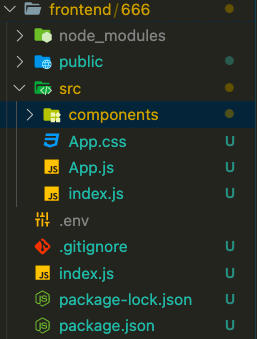 frontend/666
node_modules
public
src
components
App.css U
App.js U
index.js U
.env
.gitignore U
index.js U
package-lock.json U
package.json U